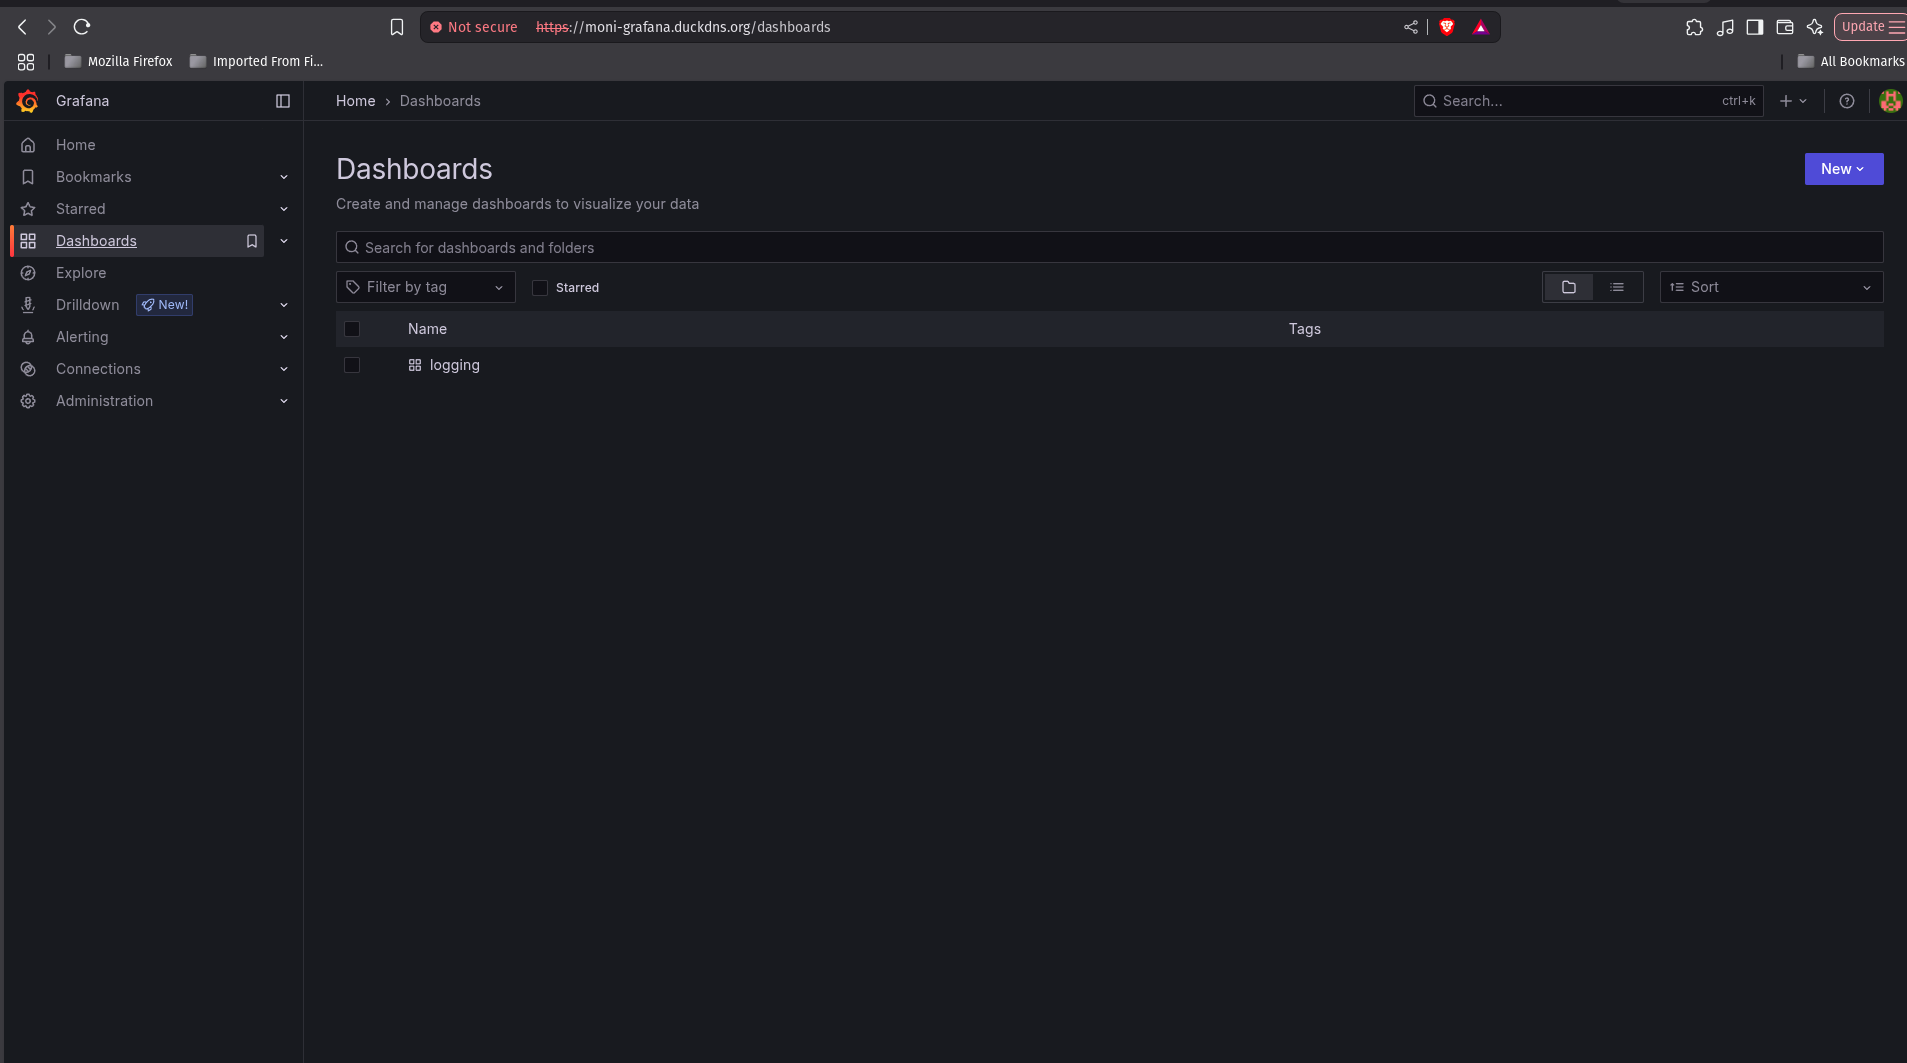 Not secure https://moni-grafana.duckdns.org/dashboards
Update
Mozilla Firefox Imported From Fi... All Bookmarks
Grafana
Home › Dashboards
Search... ctrl+k
Home
Bookmarks
Starred
Dashboards
Explore
Drilldown New!
Alerting
Connections
Administration
Dashboards
New
Create and manage dashboards to visualize your data
Search for dashboards and folders
Filter by tag Starred Sort
Name Tags
logging